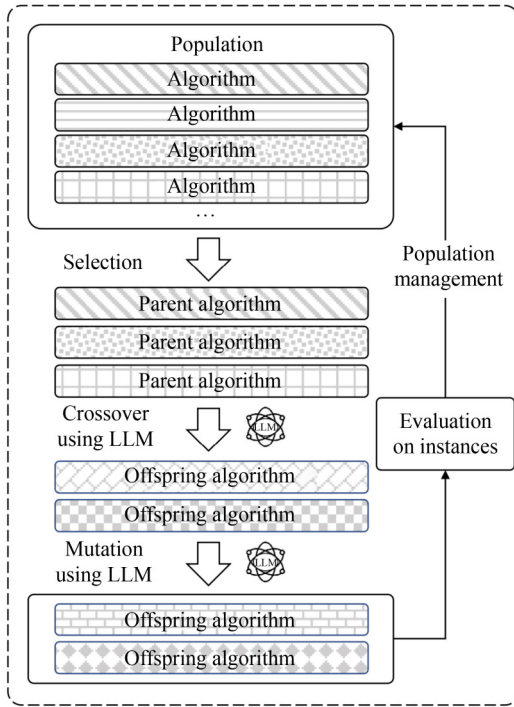 Population
Algorithm
Algorithm
Algorithm
Algorithm
...
Selection
Population
management
Parent algorithm
Parent algorithm
Parent algorithm
Crossover
using LLM
LLM
Evaluation
on instances
Offspring algorithm
Offspring algorithm
Mutation
using LLM
LLM
Offspring algorithm
Offspring algorithm